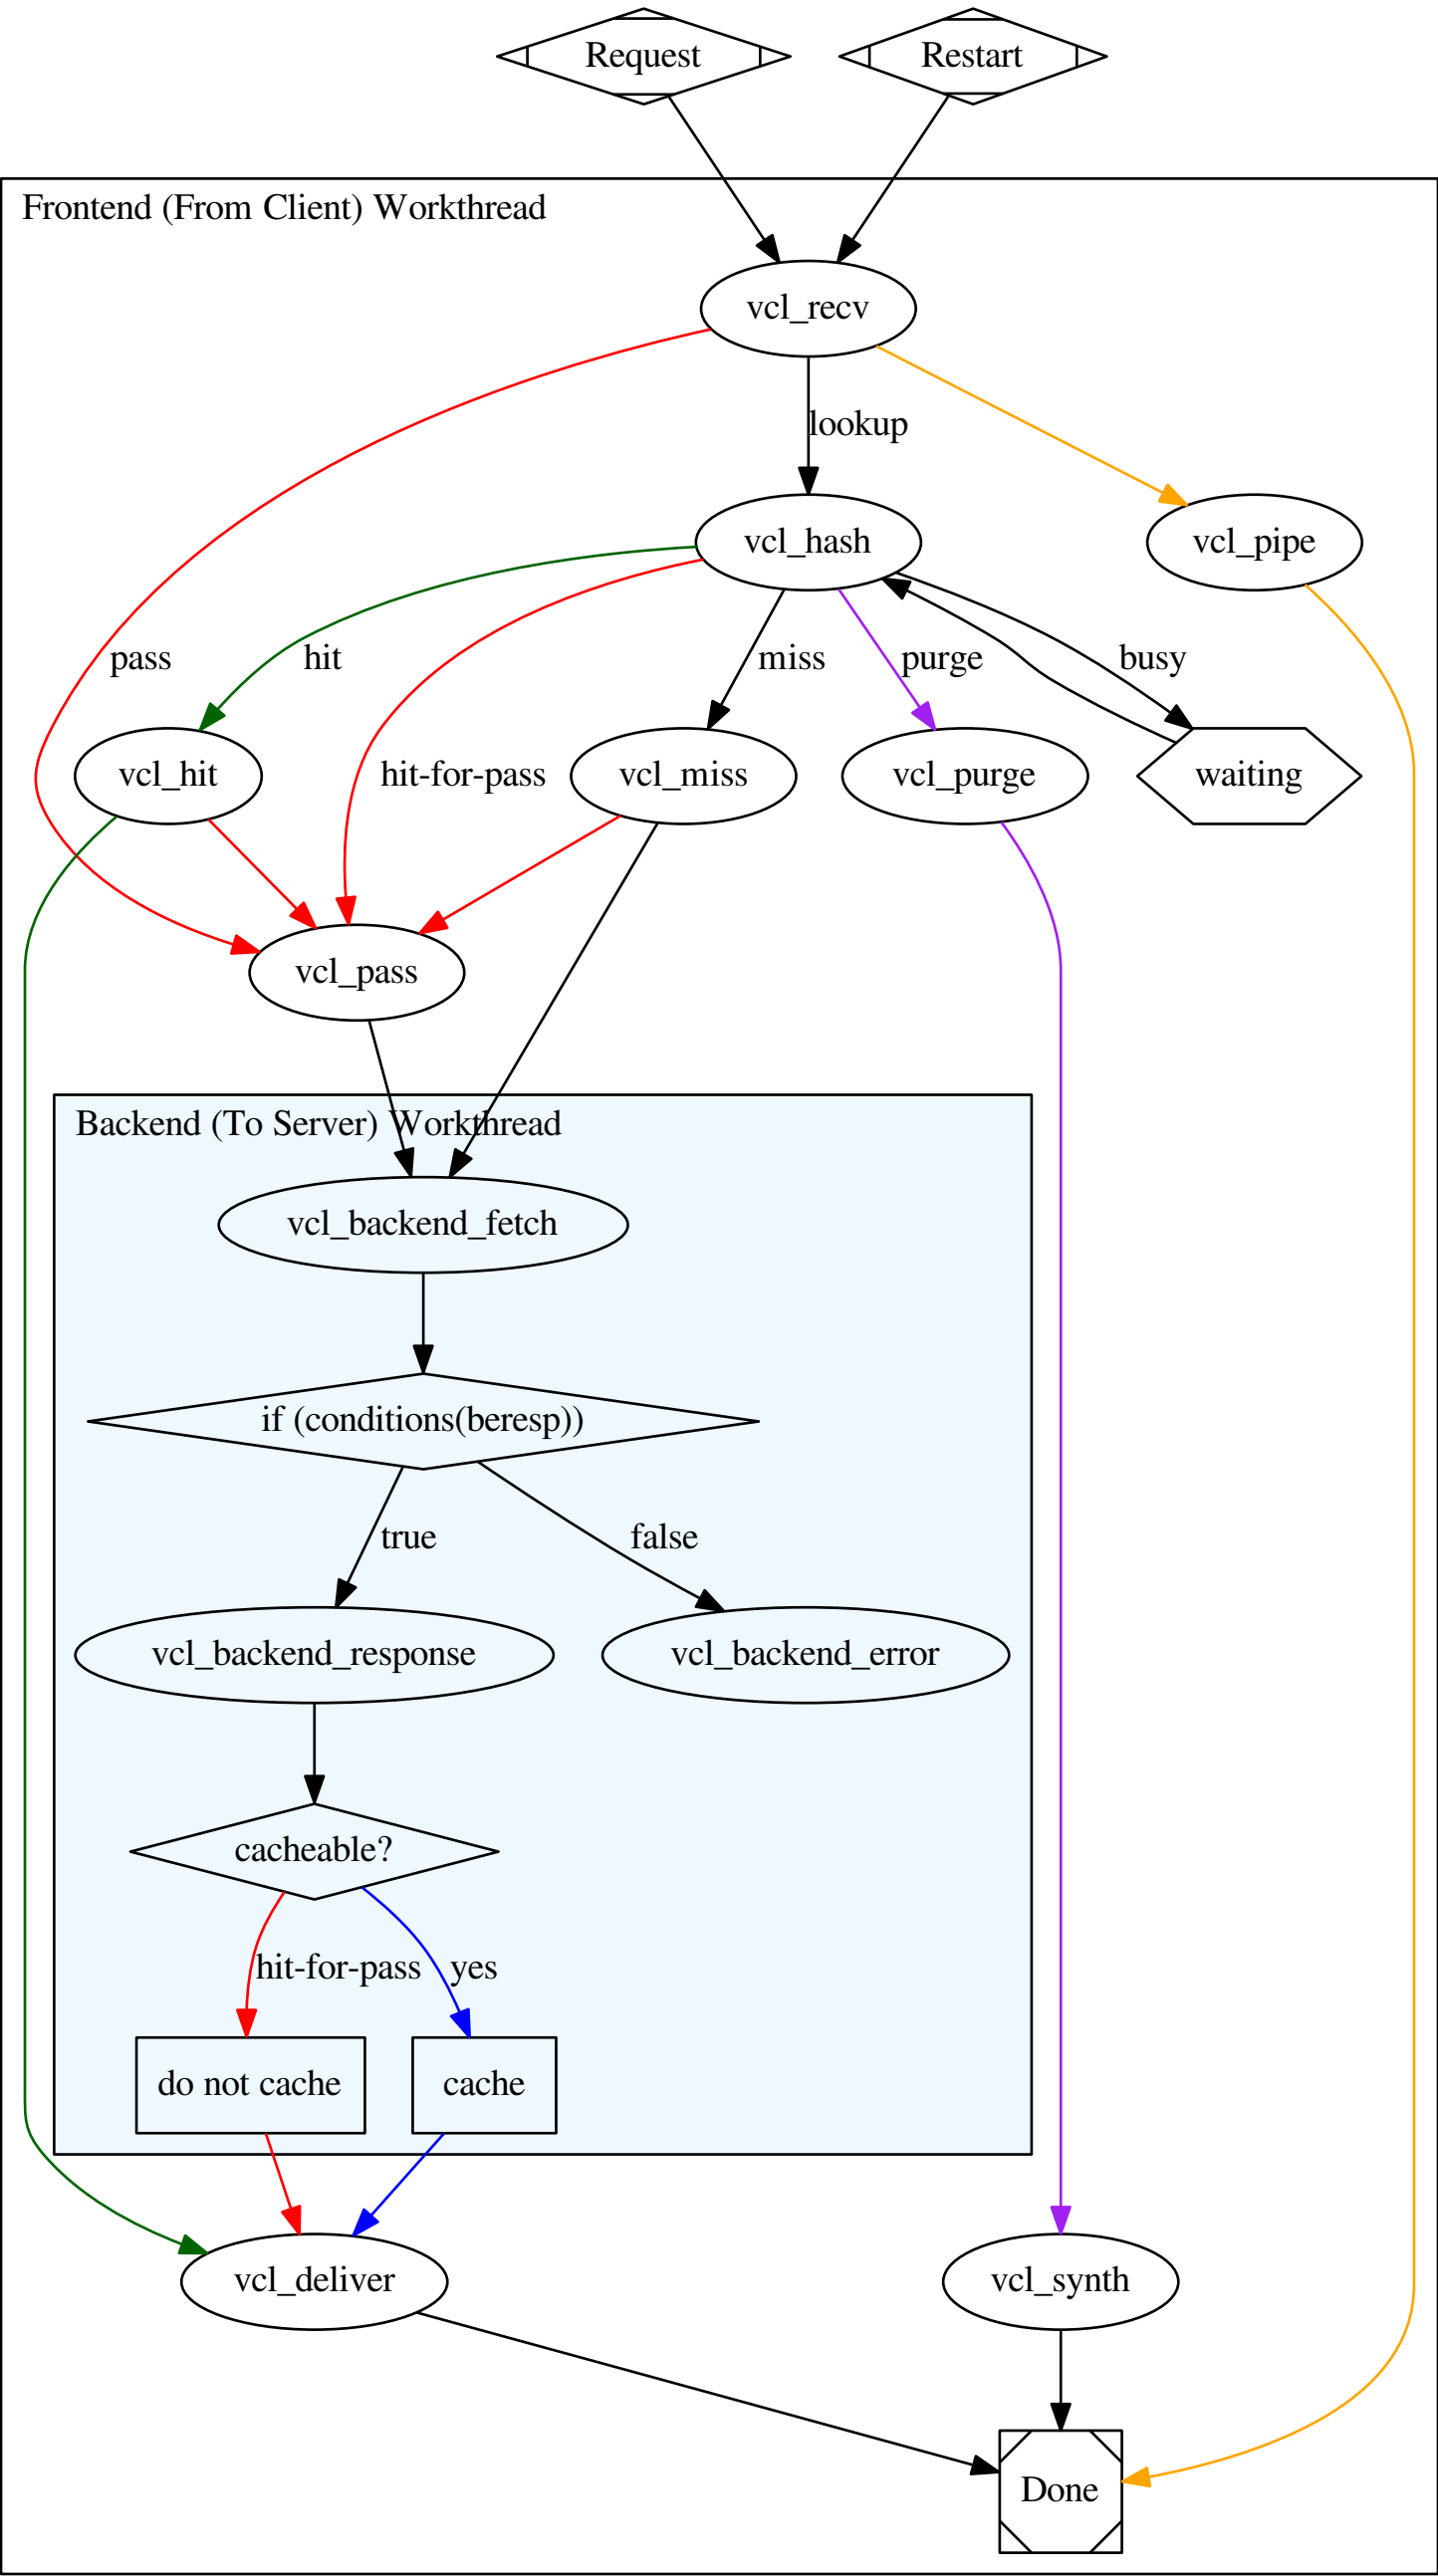 Request
Restart
Frontend (From Client) Workthread
vcl_recv
lookup
vcl_hash
vcl_pipe
pass
hit
miss
purge
busy
vcl_hit
hit-for-pass
vcl_miss
vcl_purge
waiting
vcl_pass
Backend (To Server) Workthread
vcl_backend_fetch
if (conditions(beresp))
true
false
vcl_backend_response
vcl_backend_error
cacheable?
hit-for-pass
yes
do not cache
cache
vcl_deliver
vcl_synth
Done